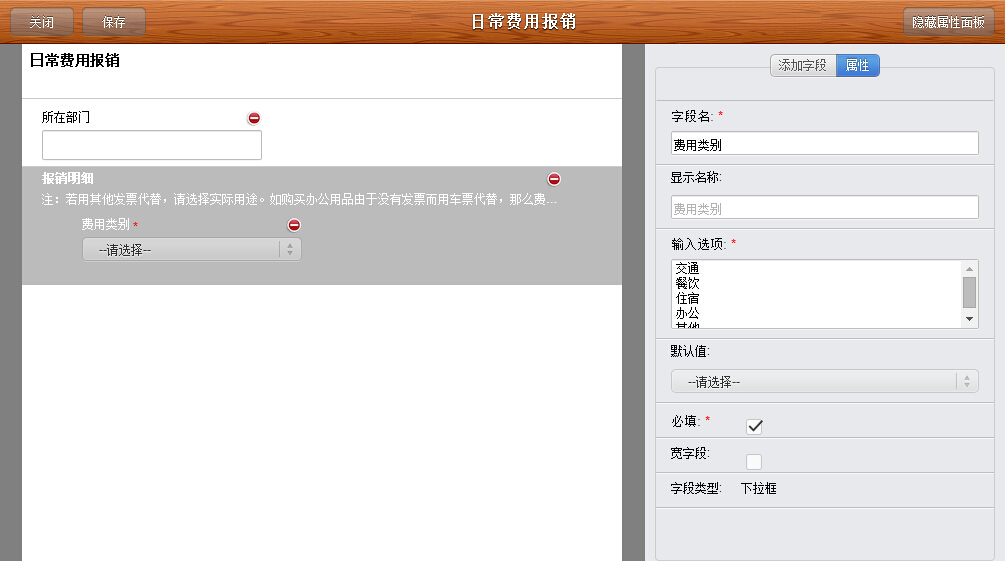 关闭
保存
日常费用报销
隐藏属性面板
日常费用报销
所在部门
报销明细
注：若用其他发票代替，请选择实际用途。如购买办公用品由于没有发票而用车票代替，那么费...
费用类别 *
--请选择--
添加字段
属性
字段名: *
费用类别
显示名称:
费用类别
输入选项: *
交通
餐饮
住宿
办公
其他
默认值:
--请选择--
必填: *
宽字段:
字段类型: 下拉框